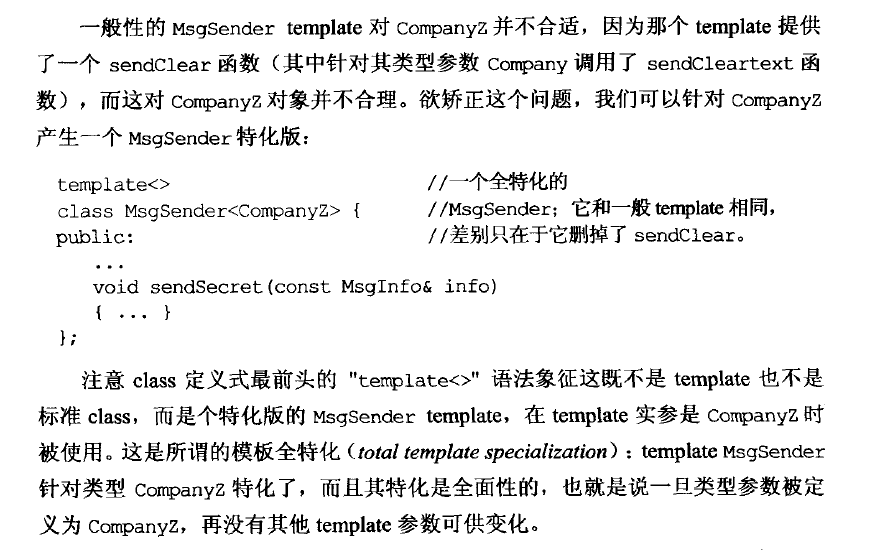 一般性的 MsgSender template 对 CompanyZ 并不合适，因为那个 template 提供
了一个 sendClear 函数（其中针对其类型参数 Company 调用了 sendCleartext 函
数），而这对 CompanyZ 对象并不合理。欲矫正这个问题，我们可以针对 CompanyZ
产生一个 MsgSender 特化版：
template<> //一个全特化的
class MsgSender<CompanyZ> { //MsgSender；它和一般 template 相同，
public: //差别只在于它删掉了 sendClear。
...
void sendSecret(const MsgInfo& info)
{ ... }
};
注意 class 定义式最前头的 "template<>" 语法象征这既不是 template 也不是
标准 class，而是个特化版的 MsgSender template，在 template 实参是 CompanyZ 时
被使用。这是所谓的模板全特化（total template specialization）：template MsgSender
针对类型 CompanyZ 特化了，而且其特化是全面性的，也就是说一旦类型参数被定
义为 CompanyZ，再没有其他 template 参数可供变化。